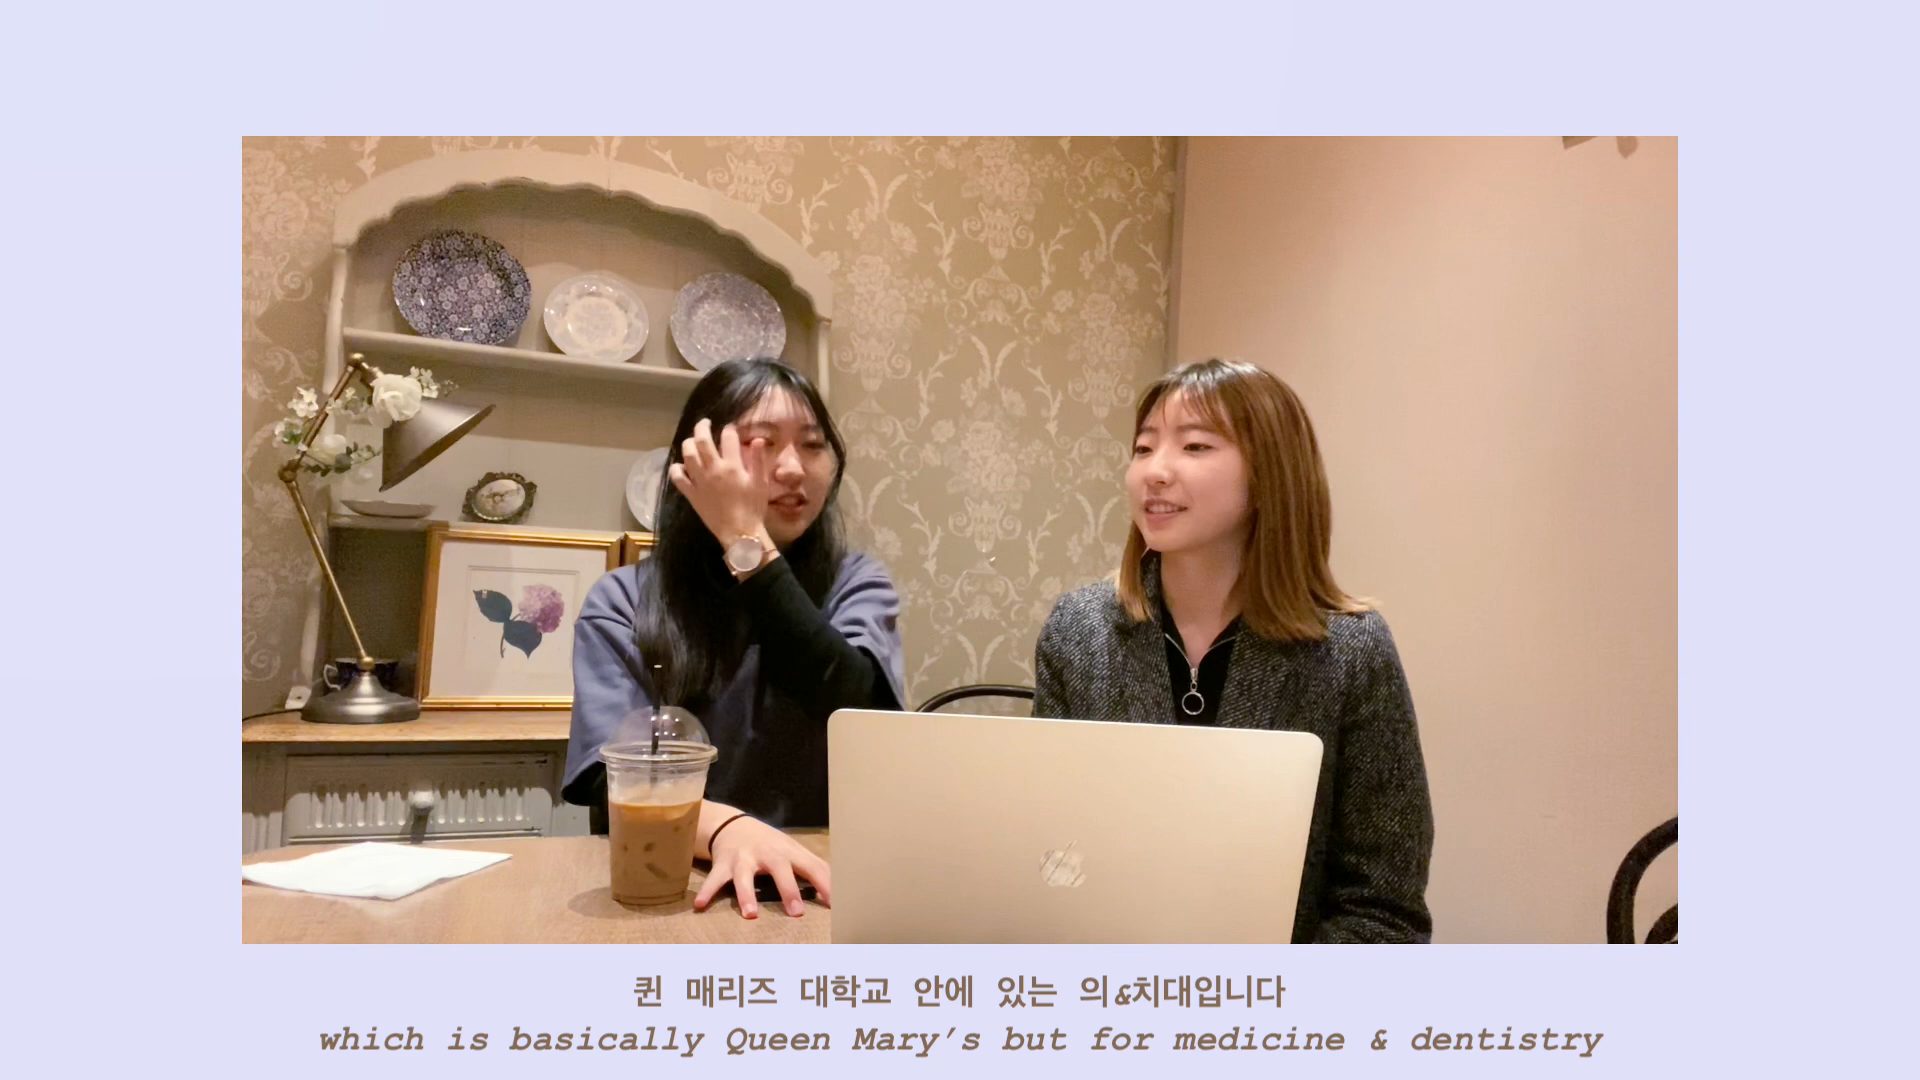 퀸 매리즈 대학교 안에 있는 의&치대입니다
which is basically Queen Mary's but for medicine & dentistry